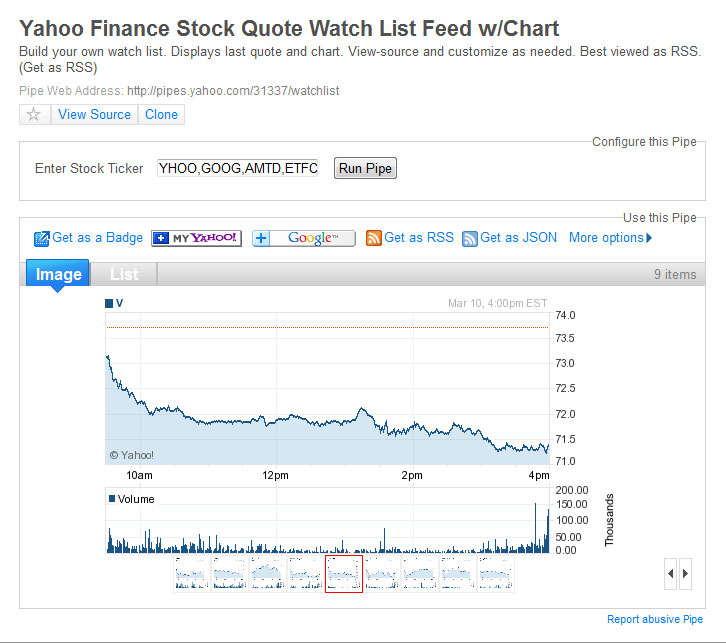 Yahoo Finance Stock Quote Watch List Feed w/Chart
Build your own watch list. Displays last quote and chart. View-source and customize as needed. Best viewed as RSS.
(Get as RSS)
Pipe Web Address: http://pipes.yahoo.com/31337/watchlist
View Source Clone
Configure this Pipe
Enter Stock Ticker YHOO,GOOG,AMTD,ETFC Run Pipe
Use this Pipe
Get as a Badge MY YAHOO! Google™ Get as RSS Get as JSON More options
Image List 9 items
V Mar 10, 4:00pm EST
74.0
73.5
73.0
72.5
72.0
71.5
© Yahoo! 71.0
10am 12pm 2pm 4pm
Volume 200.00
150.00
100.00
50.00
0.00
Thousands
Report abusive Pipe